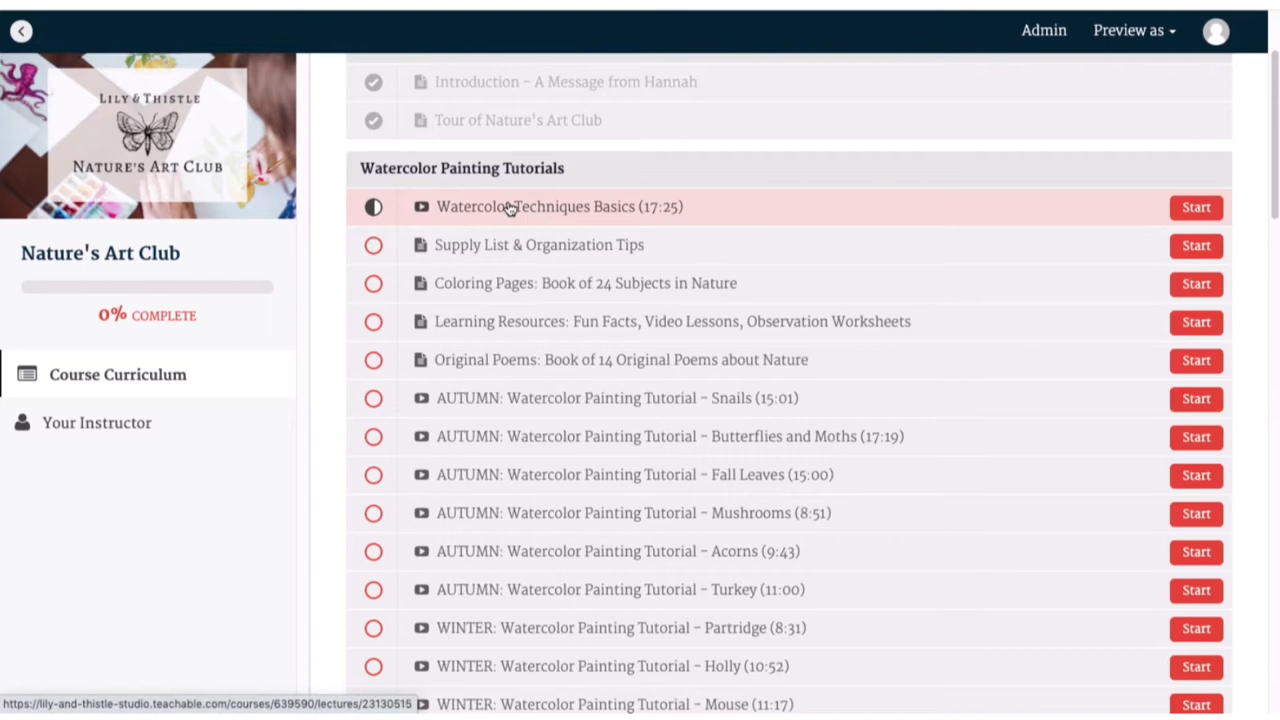 Admin
Preview as
LILY & THISTLE
NATURE'S ART CLUB
Nature's Art Club
0% COMPLETE
Course Curriculum
Your Instructor
Introduction - A Message from Hannah
Tour of Nature's Art Club
Watercolor Painting Tutorials
Watercolor Techniques Basics (17:25) Start
Supply List & Organization Tips Start
Coloring Pages: Book of 24 Subjects in Nature Start
Learning Resources: Fun Facts, Video Lessons, Observation Worksheets Start
Original Poems: Book of 14 Original Poems about Nature Start
AUTUMN: Watercolor Painting Tutorial - Snails (15:01) Start
AUTUMN: Watercolor Painting Tutorial - Butterflies and Moths (17:19) Start
AUTUMN: Watercolor Painting Tutorial - Fall Leaves (15:00) Start
AUTUMN: Watercolor Painting Tutorial - Mushrooms (8:51) Start
AUTUMN: Watercolor Painting Tutorial - Acorns (9:43) Start
AUTUMN: Watercolor Painting Tutorial - Turkey (11:00) Start
WINTER: Watercolor Painting Tutorial - Partridge (8:31) Start
WINTER: Watercolor Painting Tutorial - Holly (10:52) Start
WINTER: Watercolor Painting Tutorial - Mouse (11:17) Start
https://lily-and-thistle-studio.teachable.com/courses/639590/lectures/23130515